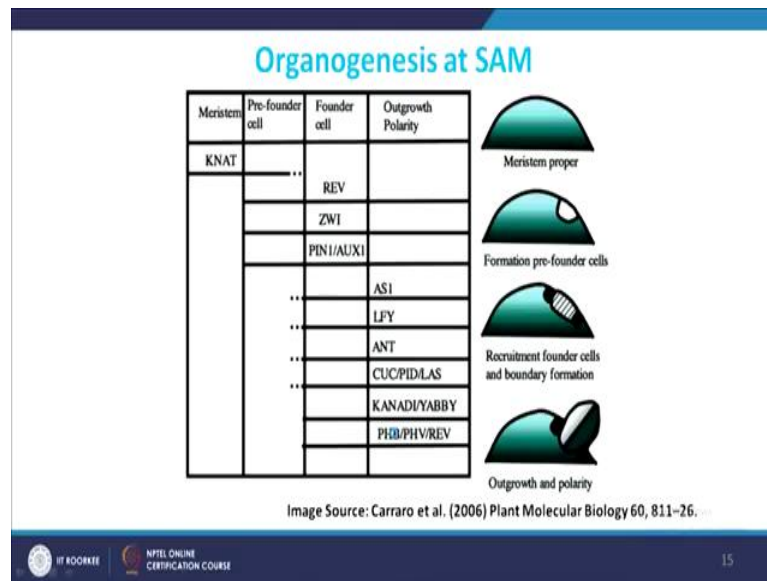 Organogenesis at SAM
Meristem
Pre-founder
cell
Founder
cell
Outgrowth
Polarity
KNAT
REV
ZWI
PIN1/AUX1
AS1
LFY
ANT
CUC/PID/LAS
KANADI/YABBY
PHB/PHV/REV
Meristem proper
Formation pre-founder cells
Recruitment founder cells
and boundary formation
Outgrowth and polarity
Image Source: Carraro et al. (2006) Plant Molecular Biology 60, 811–26.
IIT ROORKEE
NPTEL ONLINE
CERTIFICATION COURSE
15